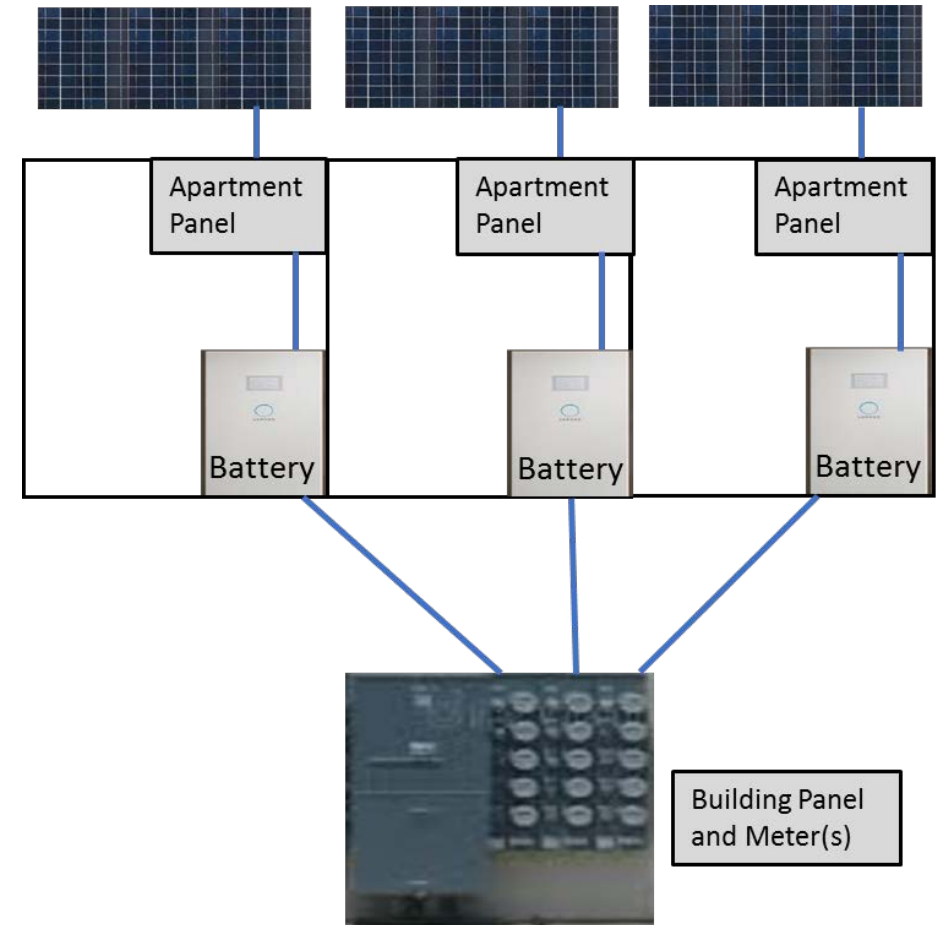 Apartment
Panel
Apartment
Panel
Apartment
Panel
Battery
Battery
Battery
Building Panel
and Meter(s)